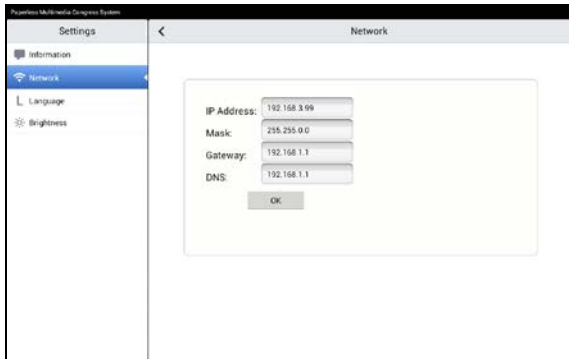 Paperless Multimedia Congress System
Settings
Network
Information
Network
Language
Brightness
IP Address: 192.168.3.99
Mask: 255.255.0.0
Gateway: 192.168.1.1
DNS: 192.168.1.1
OK